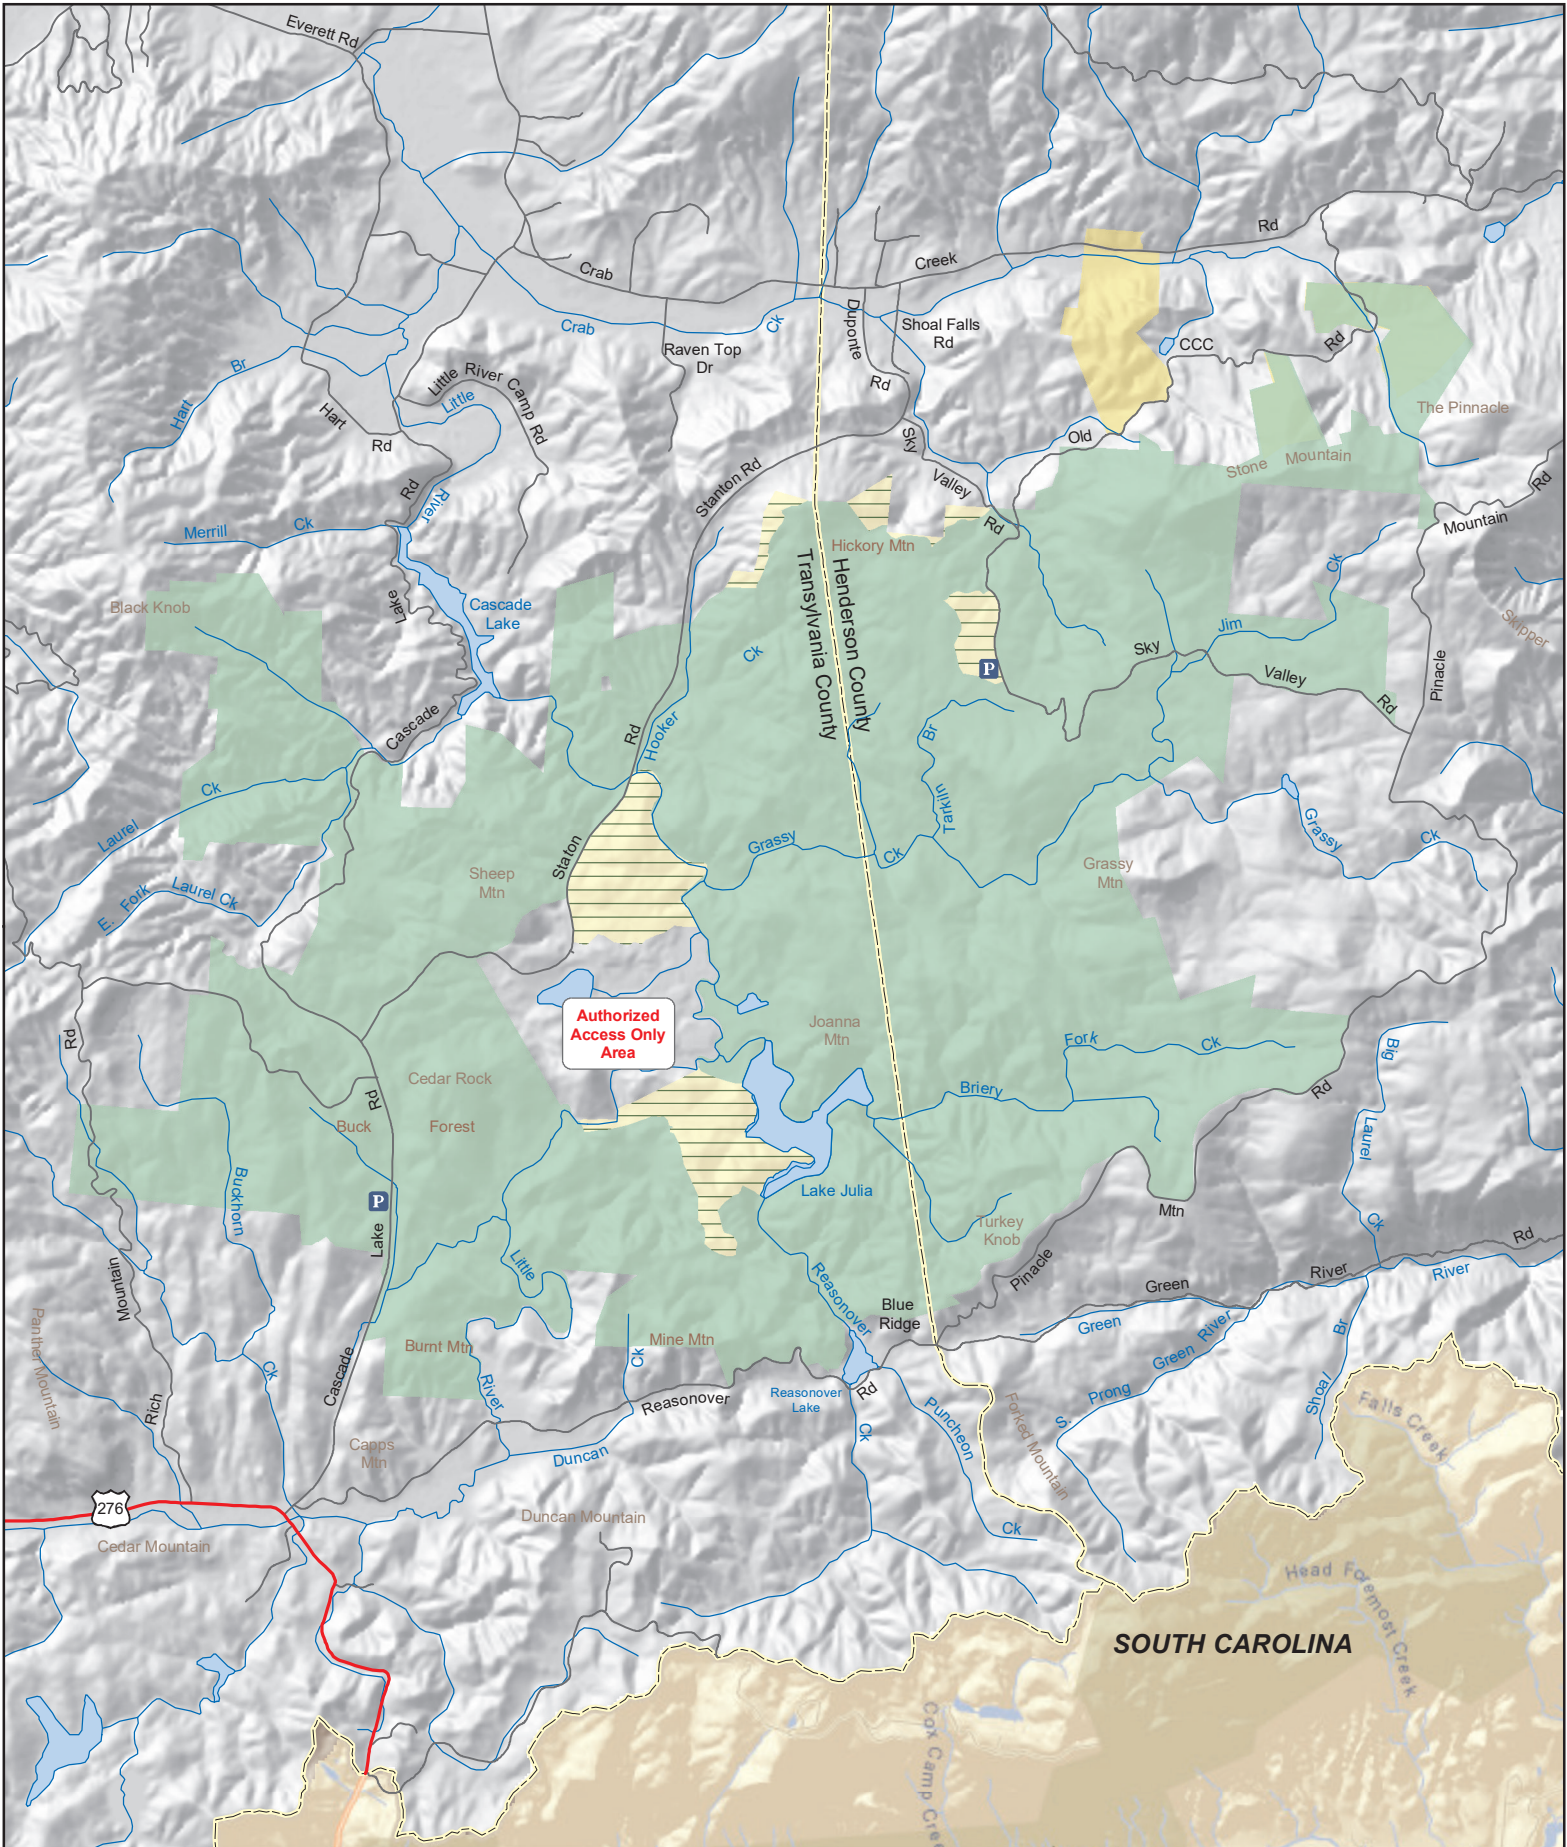 Everett Rd
Crab
Creek
Rd
Crab
Ck
Duponte
Rd
Shoal Falls
Rd
Raven Top
Dr
CCC
Rd
Br
Hart
Little River Camp Rd
Little
Hart
Rd
The Pinnacle
Old
Sky
Valley
Rd
Stone Mountain
Stanton Rd
Rd
River
Merrill
Ck
Rd
Mountain
Hickory Mtn
Transylvania County
Henderson County
Ck
Black Knob
Lake
Cascade
Lake
Skipper
Jim
Ck
Sky
Valley
Rd
Pinacle
P
Cascade
Rd
Hooker
Br
Tarkiln
Ck
Laurel
Grassy
Ck
Grassy
Ck
Staton
Sheep
Mtn
Grassy
Mtn
E. Fork
Laurel Ck
Authorized
Access Only
Area
Joanna
Mtn
Rd
Fork
Ck
Big
Laurel
Ck
Cedar Rock
Rd
Briery
Rd
Buck
Forest
P
Buckhorn
Lake
Lake Julia
Turkey
Knob
Mtn
Pinacle
Little
Reasonover
Blue
Ridge
Green
River
Rd
River
Green
Green River
S. Prong
Shoal
Br
Mountain
Panther Mountain
Burnt Mtn
Mine Mtn
Ck
Ck
River
Cascade
Rich
Reasonover
Reasonover
Lake
Rd
Puncheon
Ck
Forked Mountain
Falls Creek
Capps
Mtn
Duncan
Ck
276
Duncan Mountain
Cedar Mountain
Head Foremost Creek
SOUTH CAROLINA
Cox Camp Cree